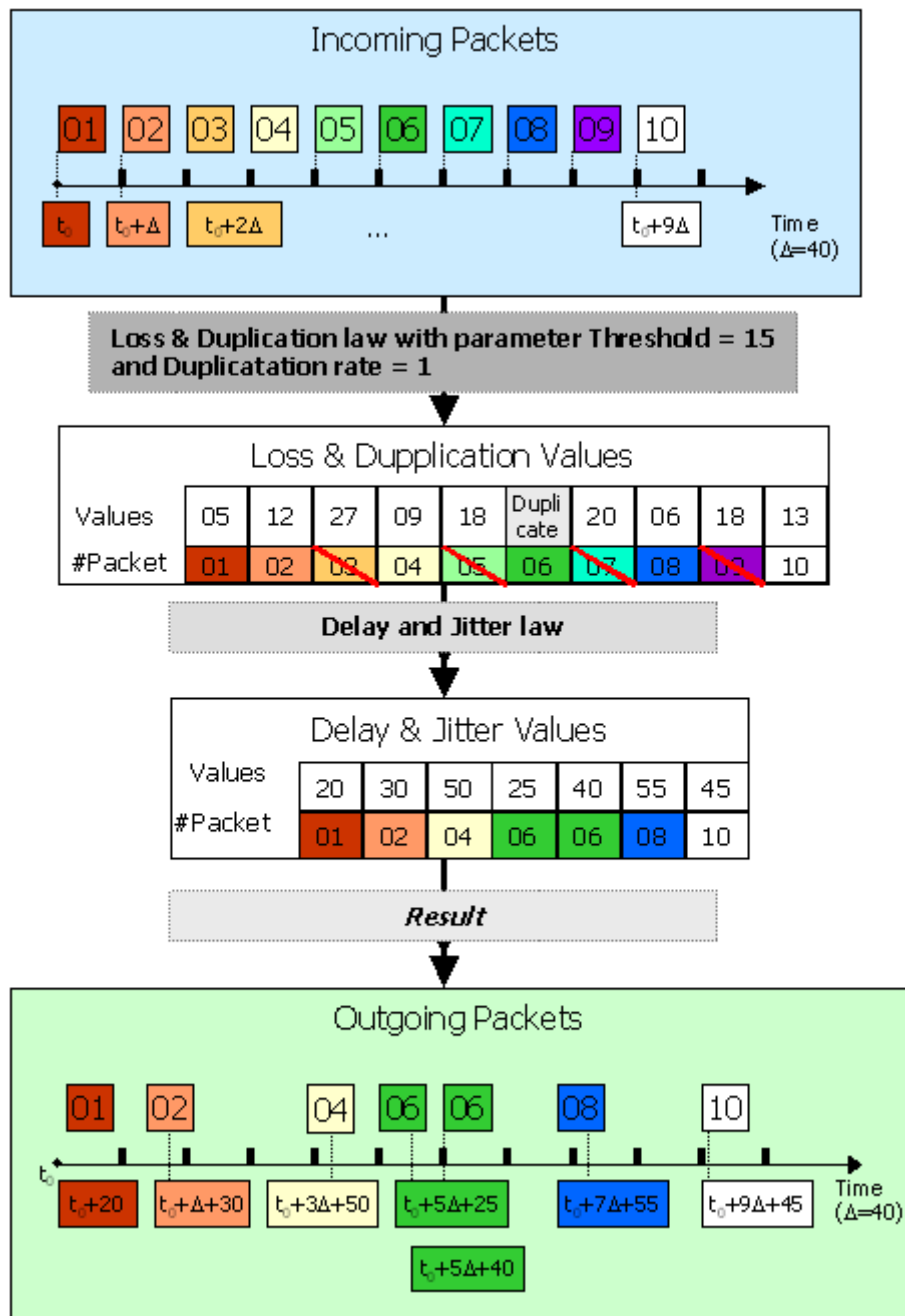 Incoming Packets
01 02 03 04 05 06 07 08 09 10
t₀ t₀+Δ t₀+2Δ ... t₀+9Δ
Time
(Δ=40)
Loss & Duplication law with parameter Threshold = 15
and Duplicatation rate = 1
Loss & Dupplication Values
Values 05 12 27 09 18 Dupli cate 20 06 18 13
#Packet 01 02 03 04 05 06 07 08 09 10
Delay and Jitter law
Delay & Jitter Values
Values 20 30 50 25 40 55 45
#Packet 01 02 04 06 06 08 10
Result
Outgoing Packets
01 02 04 06 06 08 10
t₀
t₀+20 t₀+Δ+30 t₀+3Δ+50 t₀+5Δ+25 t₀+7Δ+55 t₀+9Δ+45
Time
(Δ=40)
t₀+5Δ+40